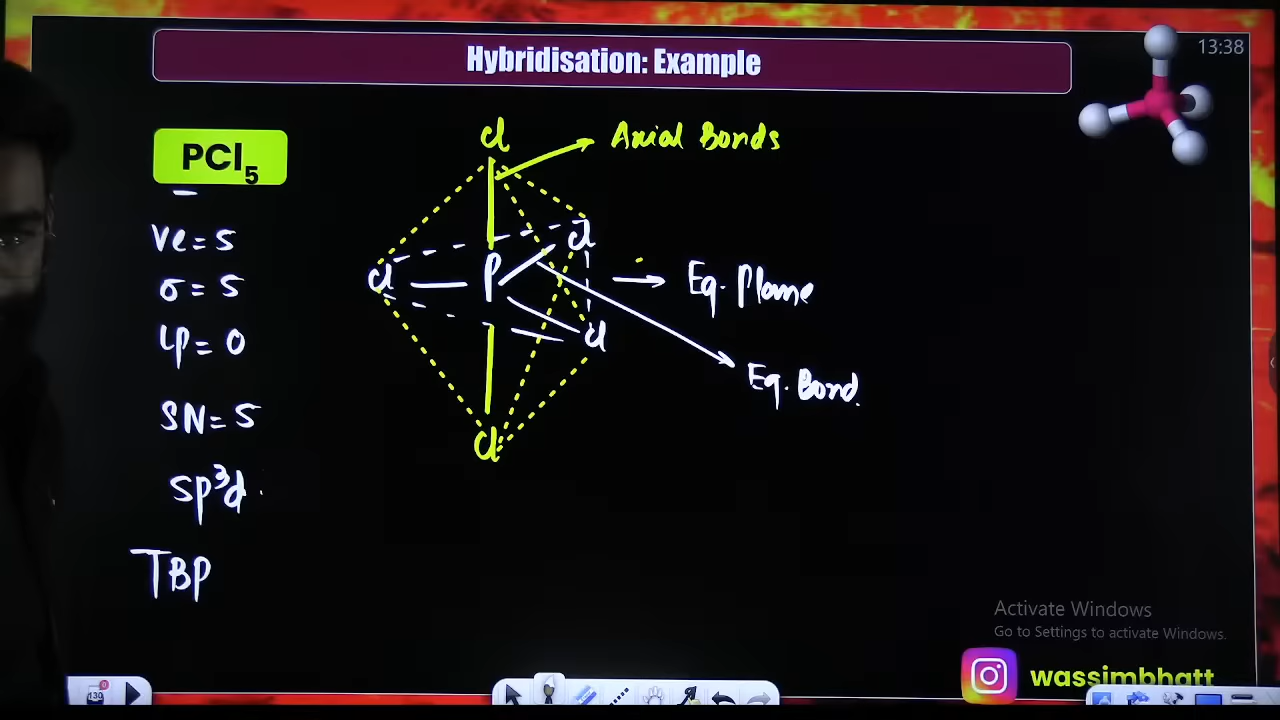 Hybridisation: Example
13:38
PCl5
Ve = 5
σ = 5
lp = 0
SN = 5
sp³d.
TBP
Cl
Axial Bonds
Cl
Cl
P
Eq. Plane
Cl
Eq. Bond.
Cl
Activate Windows
Go to Settings to activate Windows.
wassimbhatt
130